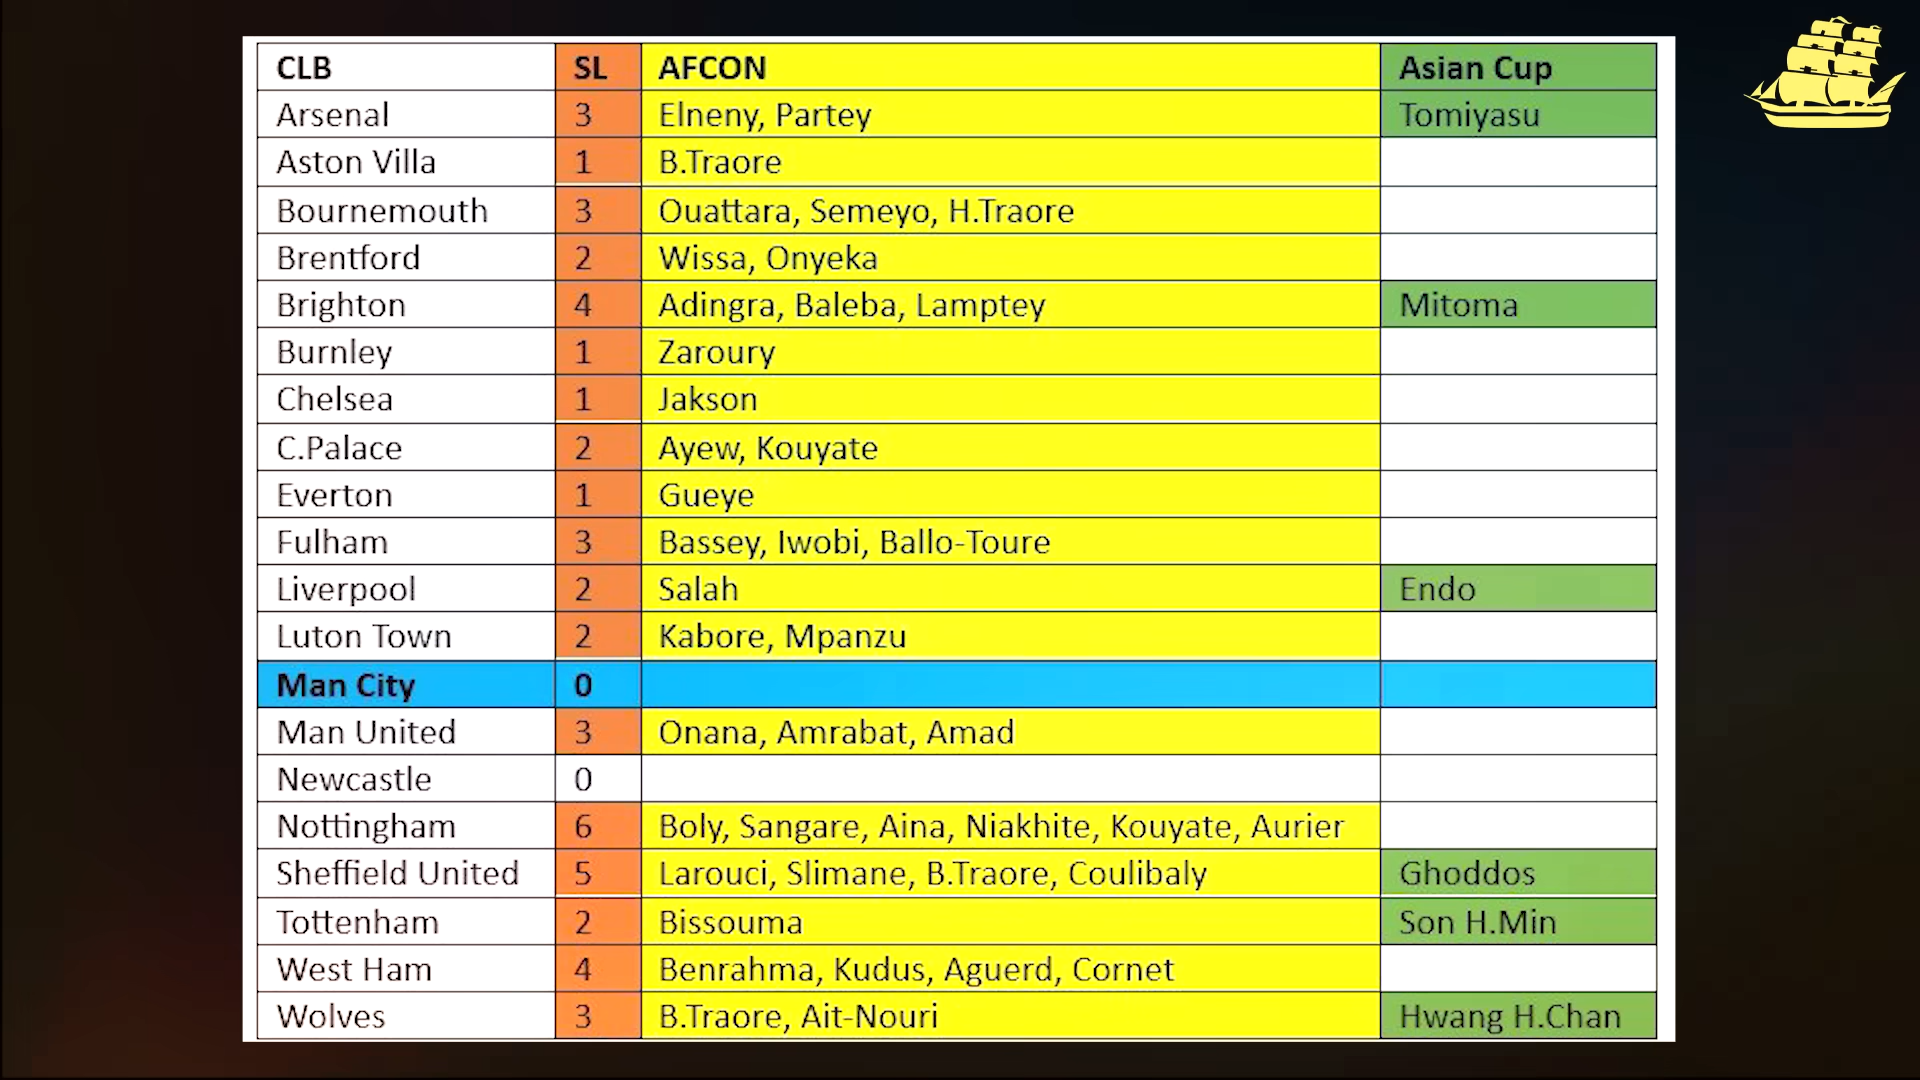 CLB SL AFCON Asian Cup
Arsenal 3 Elneny, Partey Tomiyasu
Aston Villa 1 B.Traore
Bournemouth 3 Ouattara, Semeyo, H.Traore
Brentford 2 Wissa, Onyeka
Brighton 4 Adingra, Baleba, Lamptey Mitoma
Burnley 1 Zaroury
Chelsea 1 Jakson
C.Palace 2 Ayew, Kouyate
Everton 1 Gueye
Fulham 3 Bassey, Iwobi, Ballo-Toure
Liverpool 2 Salah Endo
Luton Town 2 Kabore, Mpanzu
Man City 0
Man United 3 Onana, Amrabat, Amad
Newcastle 0
Nottingham 6 Boly, Sangare, Aina, Niakhite, Kouyate, Aurier
Sheffield United 5 Larouci, Slimane, B.Traore, Coulibaly Ghoddos
Tottenham 2 Bissouma Son H.Min
West Ham 4 Benrahma, Kudus, Aguerd, Cornet
Wolves 3 B.Traore, Ait-Nouri Hwang H.Chan